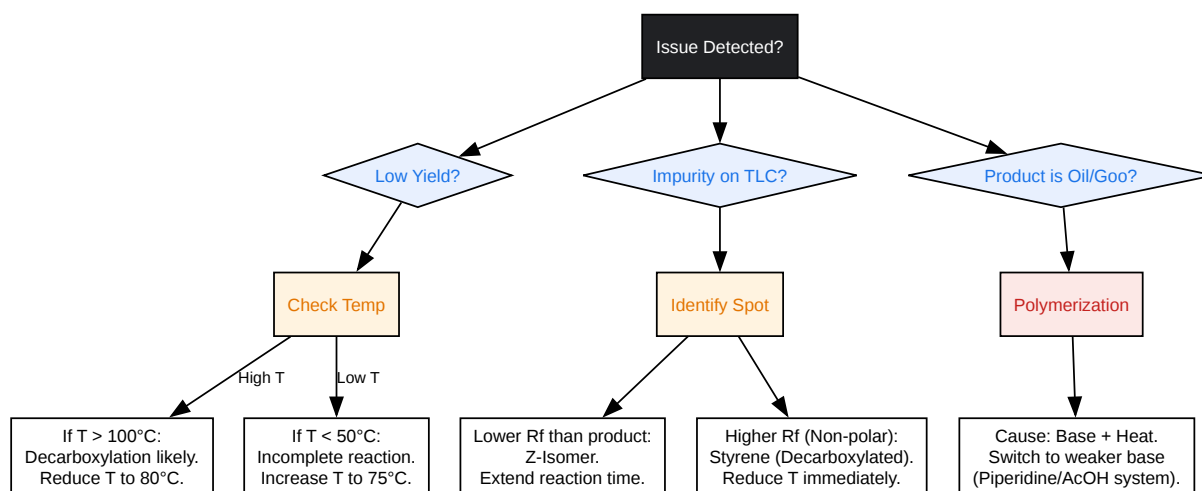 Issue Detected?
Low Yield?
Impurity on TLC?
Product is Oil/Goo?
Check Temp
Identify Spot
Polymerization
High T
Low T
If T > 100°C:
Decarboxylation likely.
Reduce T to 80°C.
If T < 50°C:
Incomplete reaction.
Increase T to 75°C.
Lower Rf than product:
Z-Isomer.
Extend reaction time.
Higher Rf (Non-polar):
Styrene (Decarboxylated).
Reduce T immediately.
Cause: Base + Heat.
Switch to weaker base
(Piperidine/AcOH system).